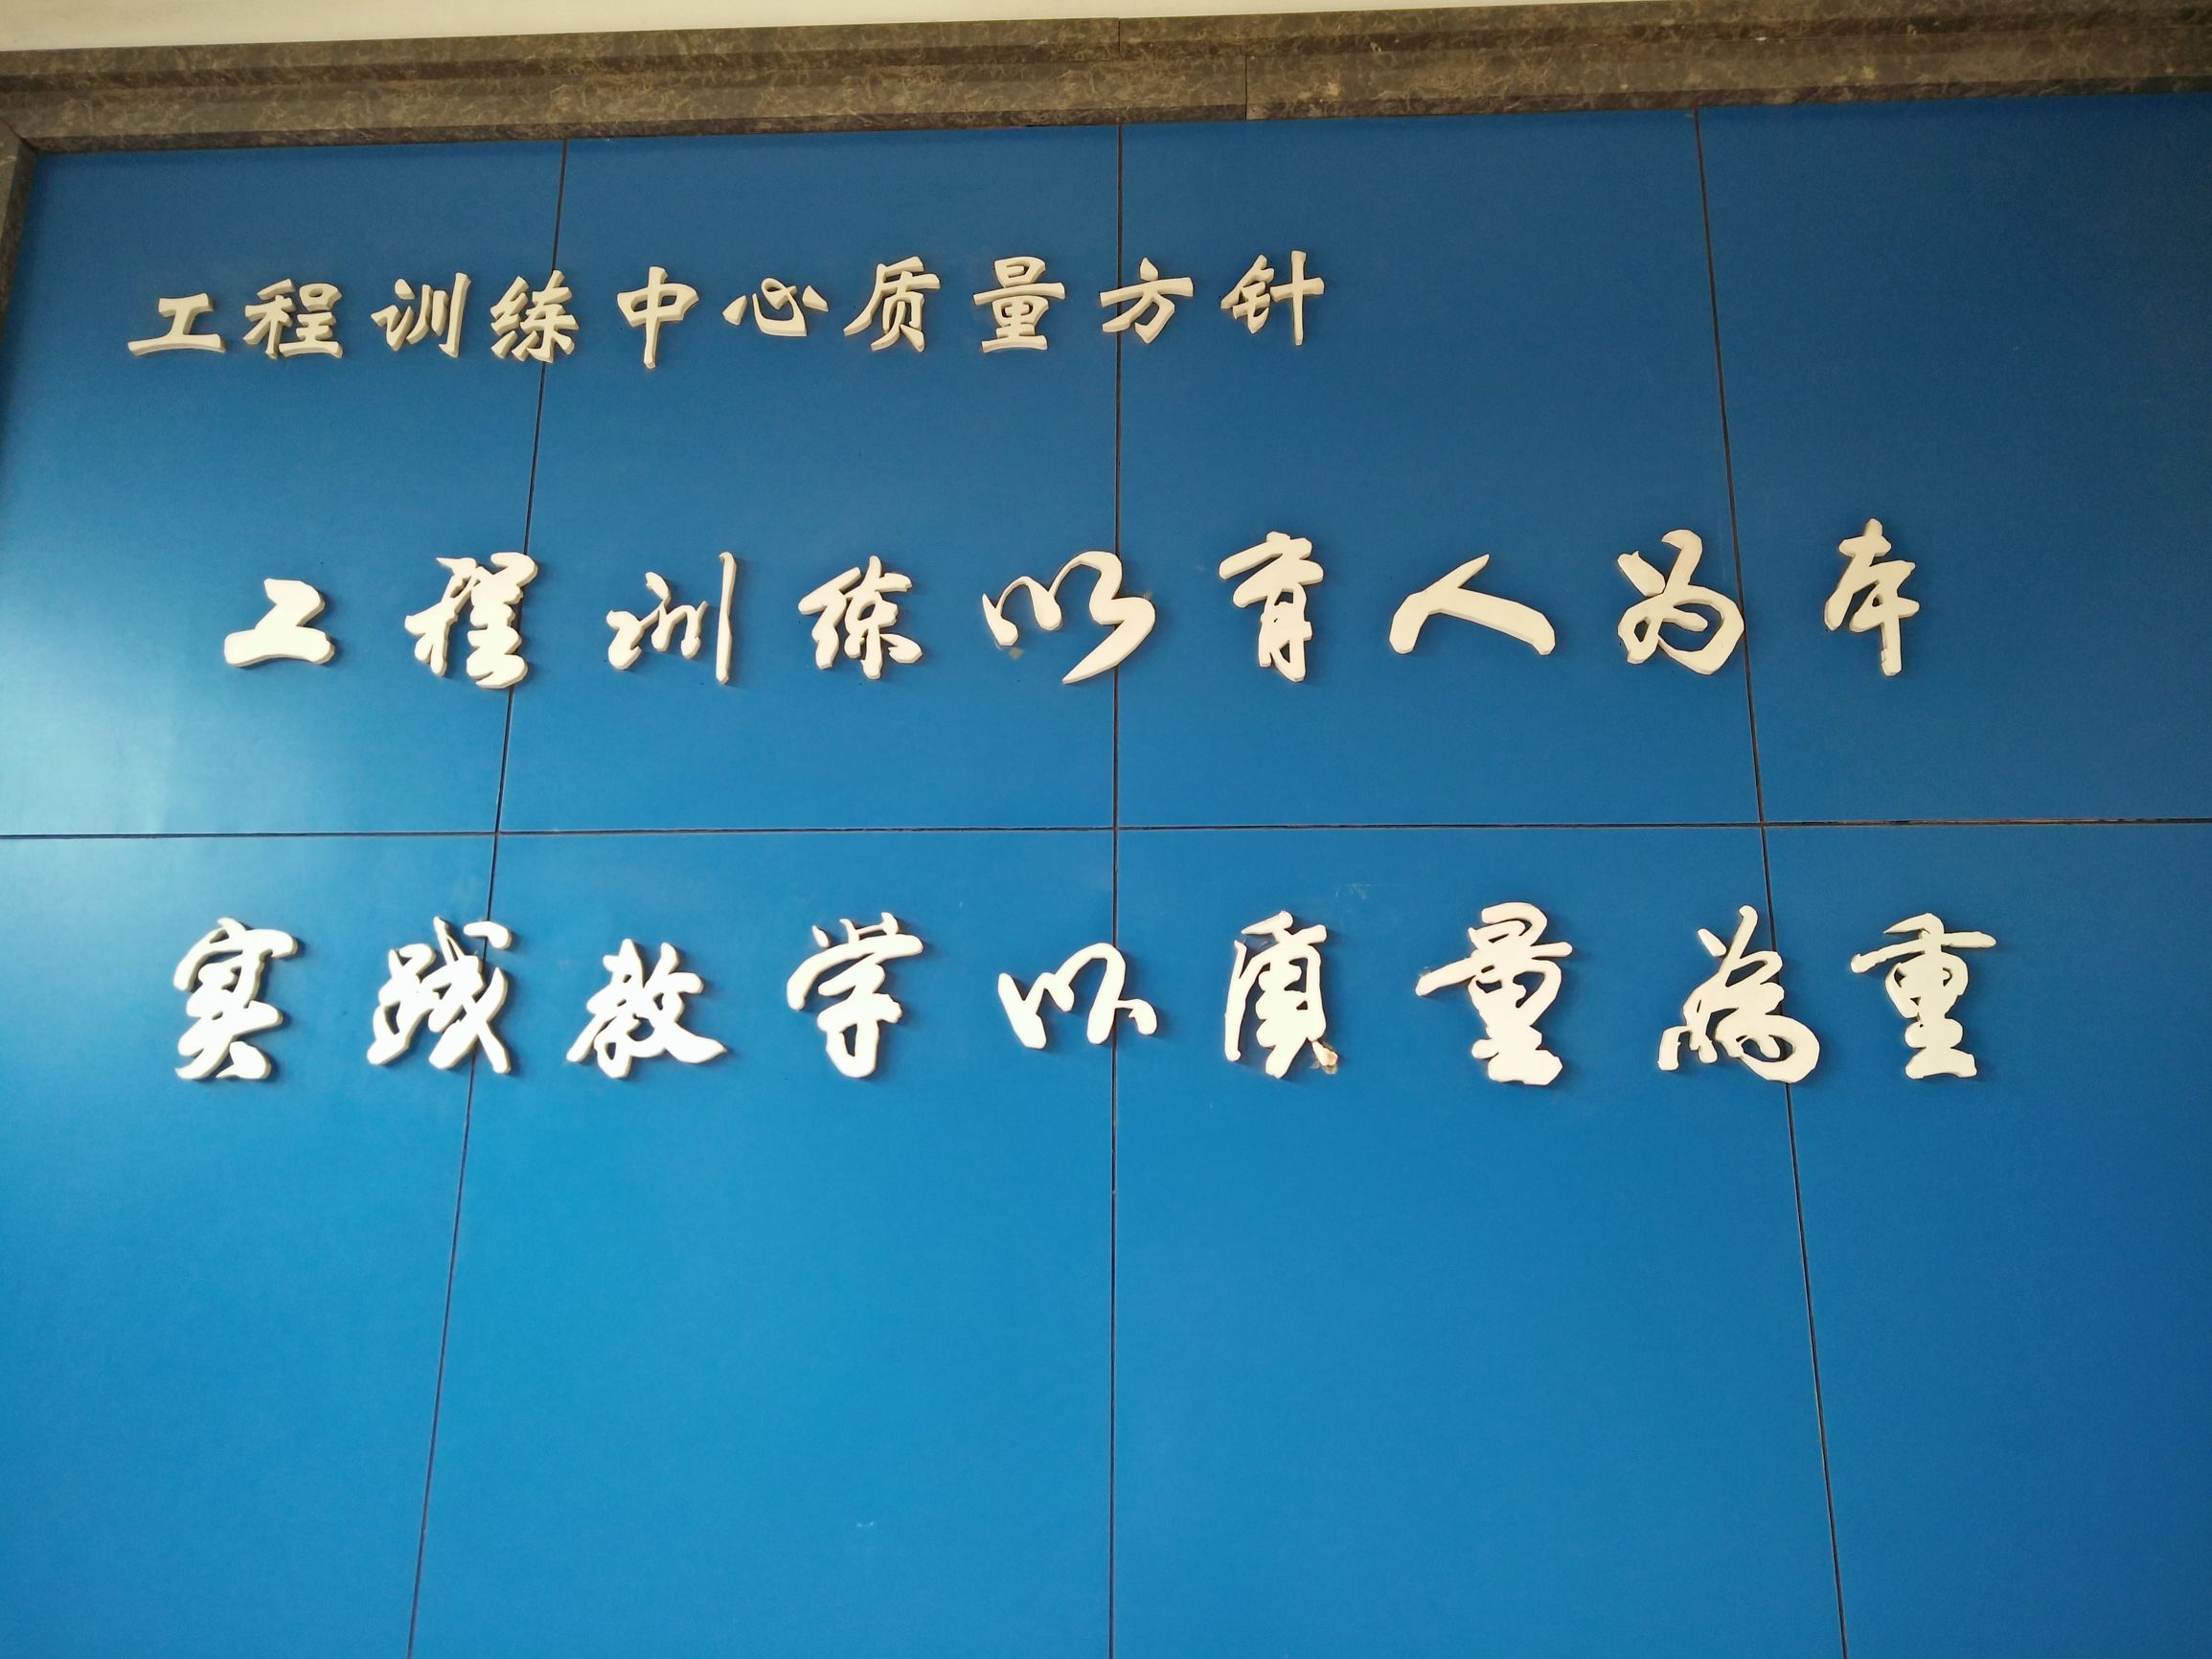 工程训练中心质量方针
工程训练以育人为本
实践教学以质量為重